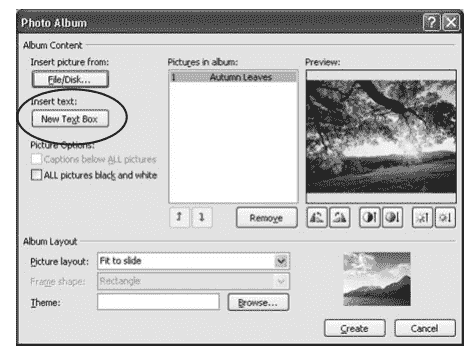 Photo Album
Album Content
Insert picture from:
File/Disk...
Insert text:
New Text Box
Picture Options:
Captions below ALL pictures
ALL pictures black and white
Pictures in album:
1 Autumn Leaves
Remove
Preview:
Album Layout
Picture layout: Fit to slide
Frame shape: Rectangle
Theme: Browse...
Create Cancel